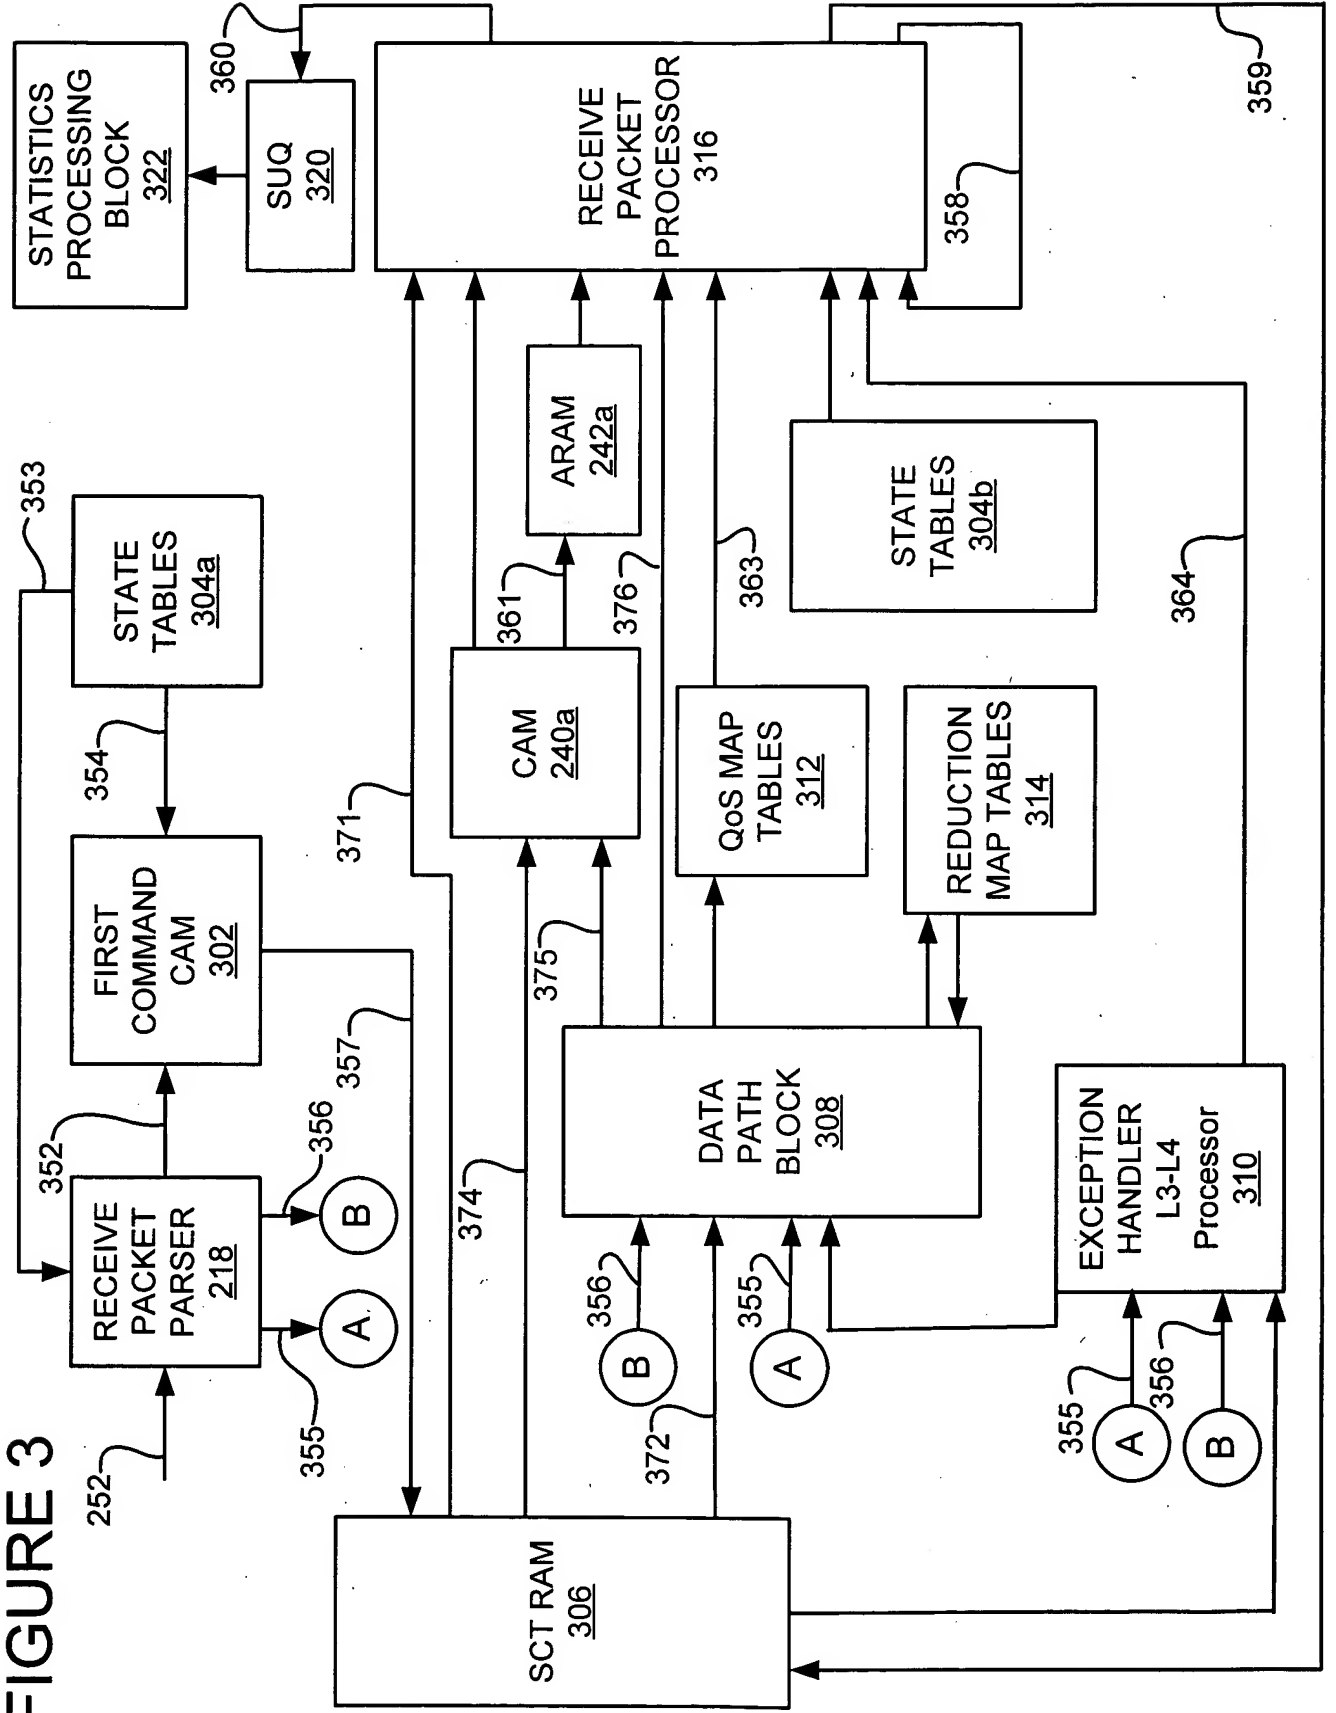 FIGURE 3
252
RECEIVE
PACKET
PARSER
218
352
355
A
356
B
FIRST
COMMAND
CAM
302
354
STATE
TABLES
304a
353
STATISTICS
PROCESSING
BLOCK
322
SUQ
320
360
357
371
SCT RAM
306
374
372
B
356
A
355
DATA
PATH
BLOCK
308
375
CAM
240a
361
ARAM
242a
376
QoS MAP
TABLES
312
363
REDUCTION
MAP TABLES
314
STATE
TABLES
304b
RECEIVE
PACKET
PROCESSOR
316
358
359
355
A
356
B
EXCEPTION
HANDLER
L3-L4
Processor
310
364